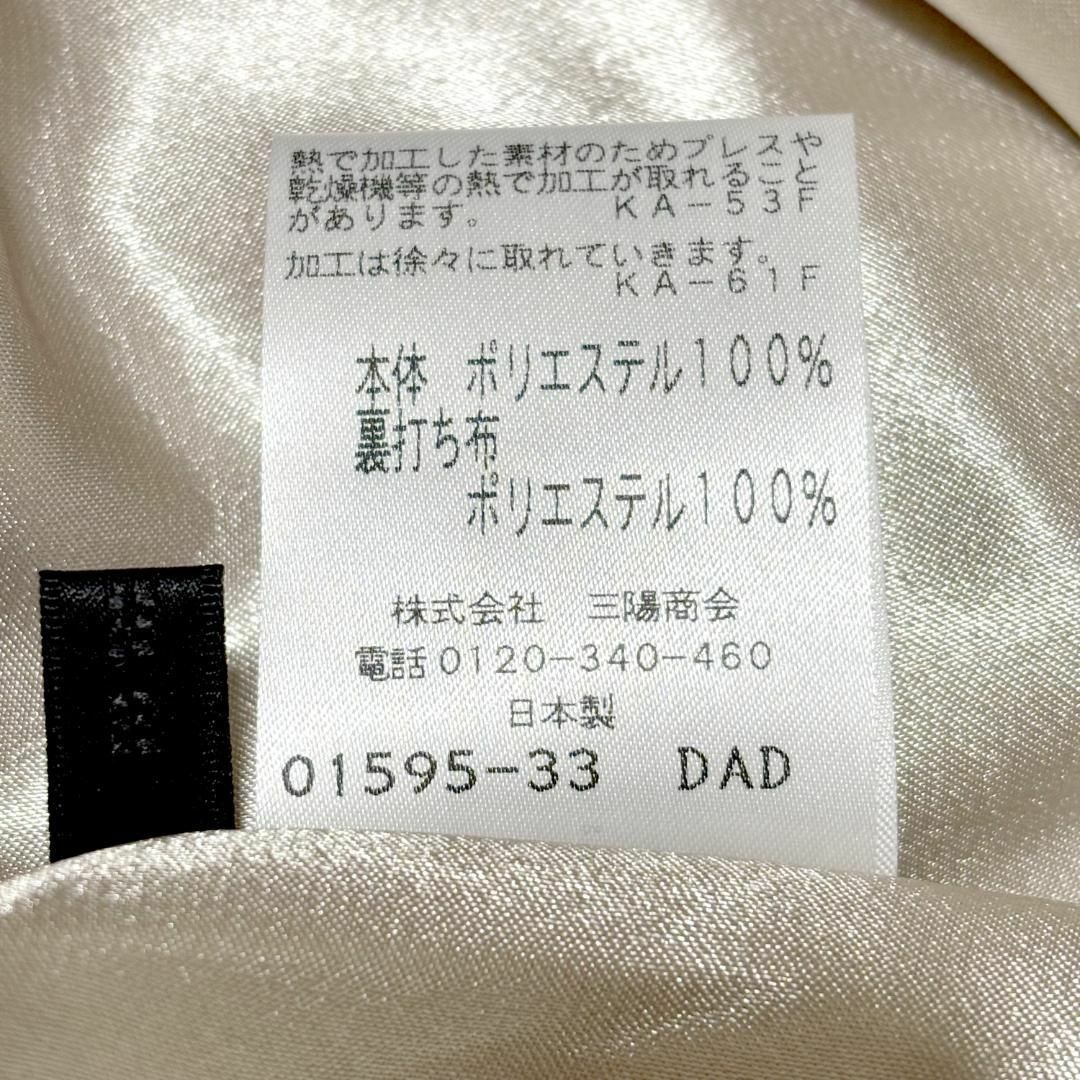 熱で加工した素材のためプレスや
乾燥機等の熱で加工が取れること
があります。 KA-53F
加工は徐々に取れていきます。
KA-61F
本体 ポリエステル100%
裏打ち布
ポリエステル100%
株式会社 三陽商会
電話0120-340-460
日本製
01595-33 DAD